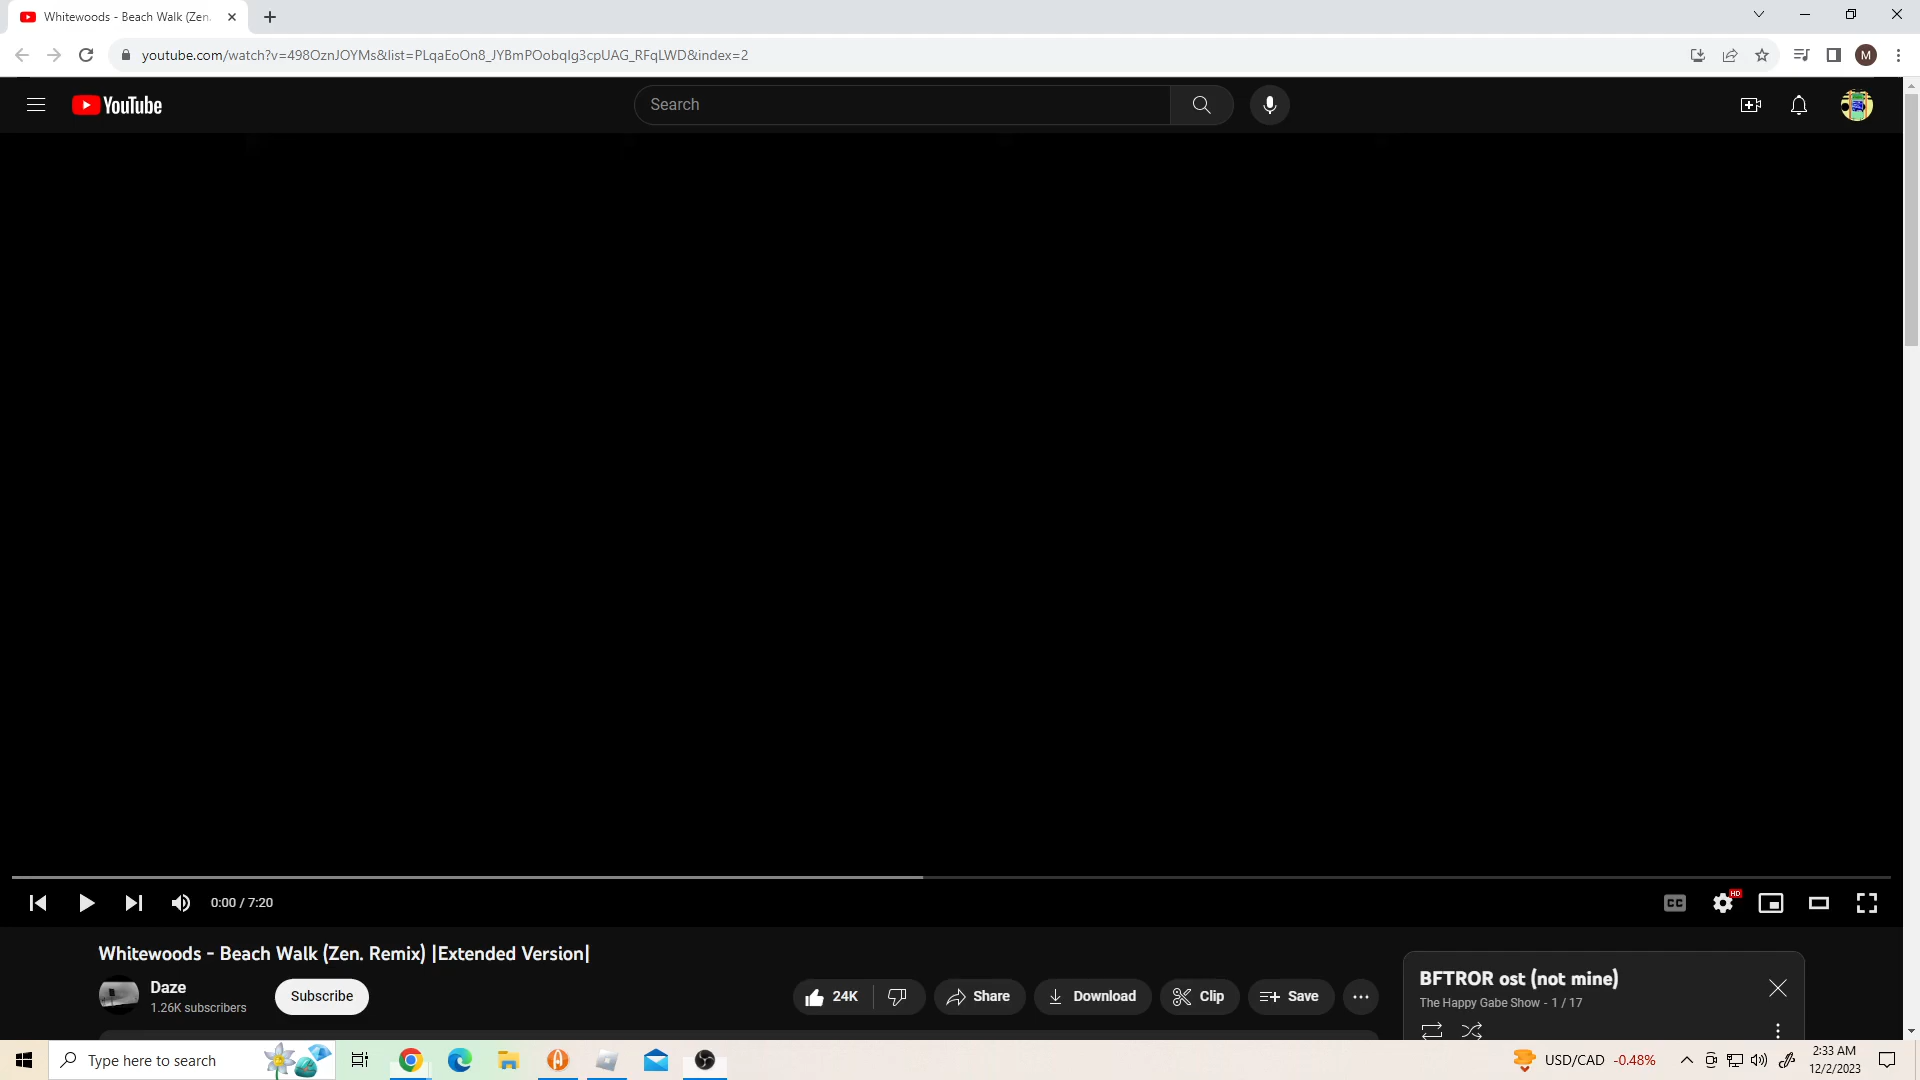 Whitewoods - Beach Walk (Zen.
youtube.com/watch?v=498OznJOYMs&list=PLqaEoOn8_JYBmPOobqIg3cpUAG_RFqLWD&index=2
M
YouTube
Search
0:00 / 7:20
CC
HD
Whitewoods - Beach Walk (Zen. Remix) |Extended Version|
Daze
1.26K subscribers
Subscribe
24K
Share
Download
Clip
Save
BFTROR ost (not mine)
The Happy Gabe Show - 1 / 17
Type here to search
USD/CAD -0.48%
2:33 AM
12/2/2023